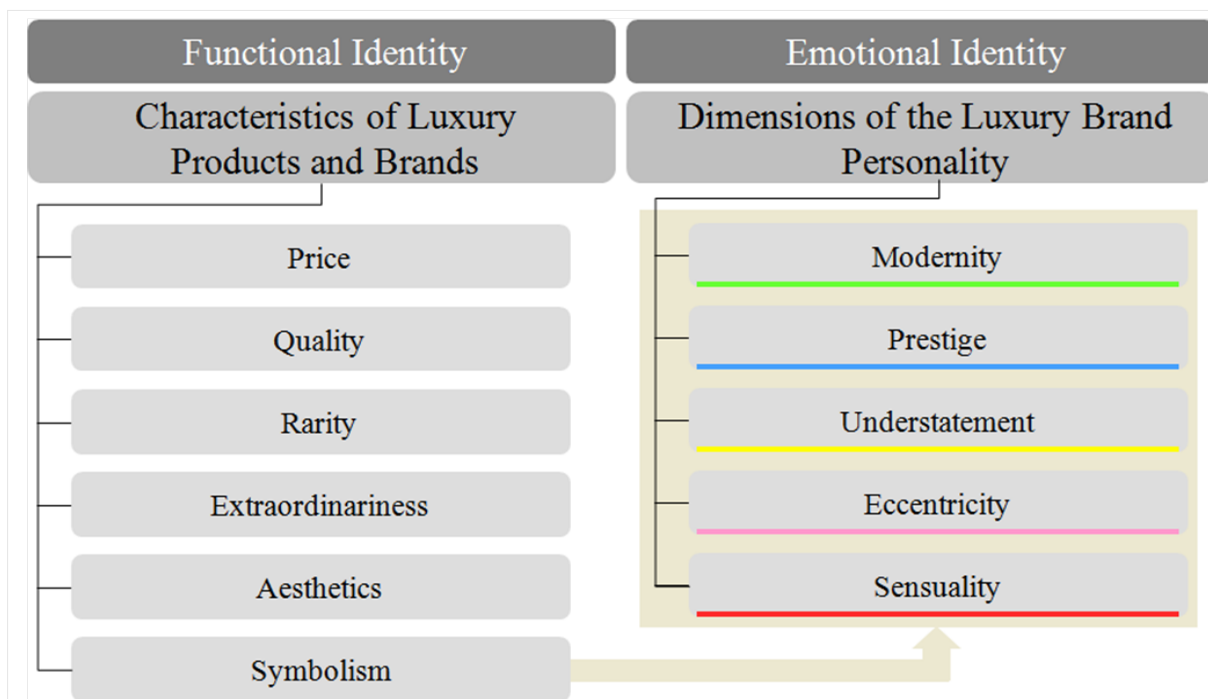 Functional Identity
Characteristics of Luxury
Products and Brands
Price
Quality
Rarity
Extraordinariness
Aesthetics
Symbolism
Emotional Identity
Dimensions of the Luxury Brand
Personality
Modernity
Prestige
Understatement
Eccentricity
Sensuality